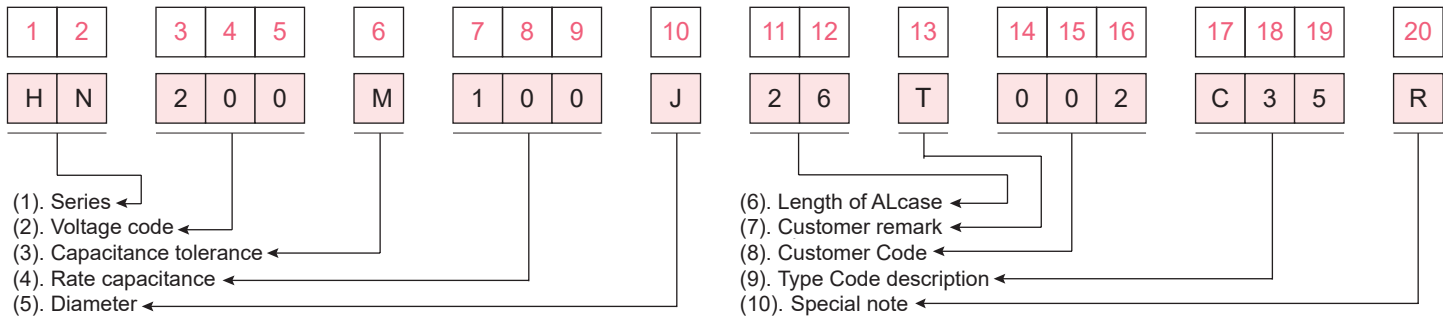 1 2 3 4 5 6 7 8 9 10 11 12 13 14 15 16 17 18 19 20
H N 2 0 0 M 1 0 0 J 2 6 T 0 0 2 C 3 5 R
(1). Series
(2). Voltage code
(3). Capacitance tolerance
(4). Rate capacitance
(5). Diameter
(6). Length of ALcase
(7). Customer remark
(8). Customer Code
(9). Type Code description
(10). Special note